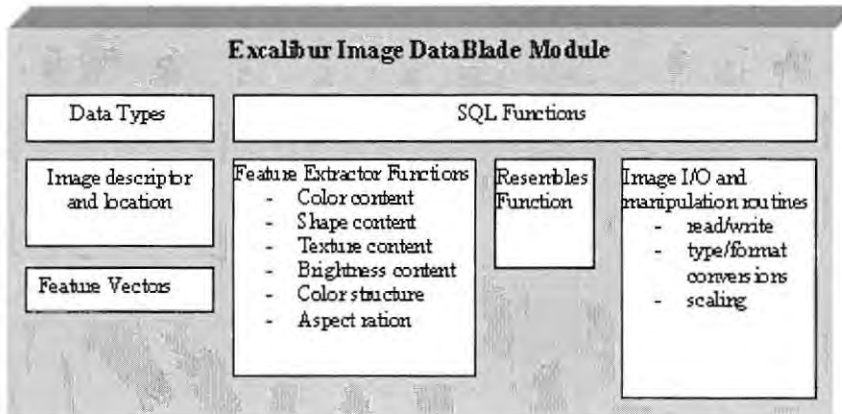 Excalibur Image DataBlade Module
Data Types
SQL Functions
Image descriptor
and location
Feature Vectors
Feature Extractor Functions
- Color content
- Shape content
- Texture content
- Brightness content
- Color structure
- Aspect ration
Resembles
Function
Image I/O and
manipulation routines
- read/write
- type/format
conversions
- scaling